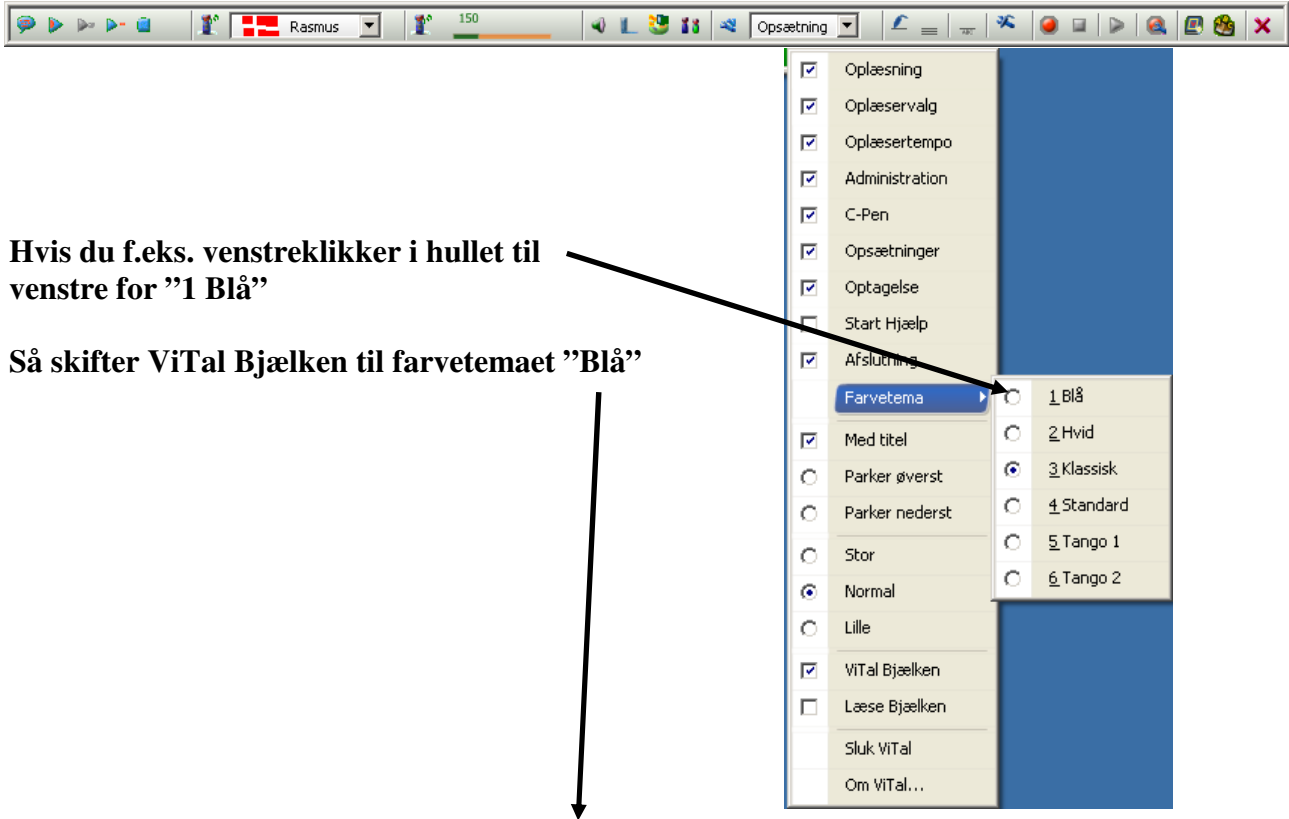 Rasmus
150
Opsætning
Oplæsning
Oplæservalg
Oplæsertempo
Administration
C-Pen
Opsætninger
Optagelse
Start Hjælp
Afslutning
Farvetema
Med titel
Parker øverst
Parker nederst
Stor
Normal
Lille
ViTal Bjælken
Læse Bjælken
Sluk ViTal
Om ViTal...
1 Blå
2 Hvid
3 Klassisk
4 Standard
5 Tango 1
6 Tango 2
Hvis du f.eks. venstreklikker i hullet til
venstre for ”1 Blå”
Så skifter ViTal Bjælken til farvetemaet ”Blå”